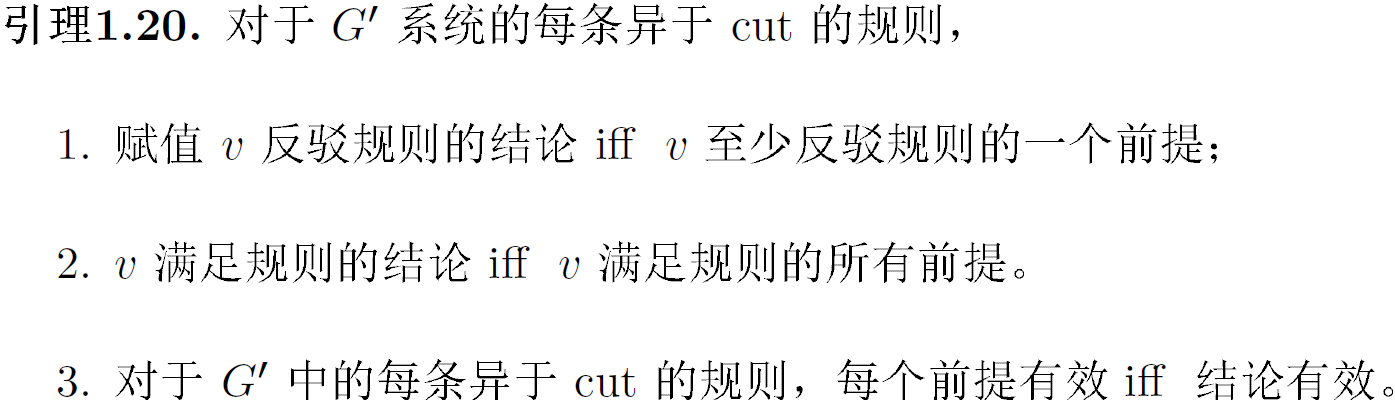 引理1.20. 对于 G′ 系统的每条异于 cut 的规则，
1. 赋值 v 反驳规则的结论 iff v 至少反驳规则的一个前提；
2. v 满足规则的结论 iff v 满足规则的所有前提。
3. 对于 G′ 中的每条异于 cut 的规则，每个前提有效 iff 结论有效。